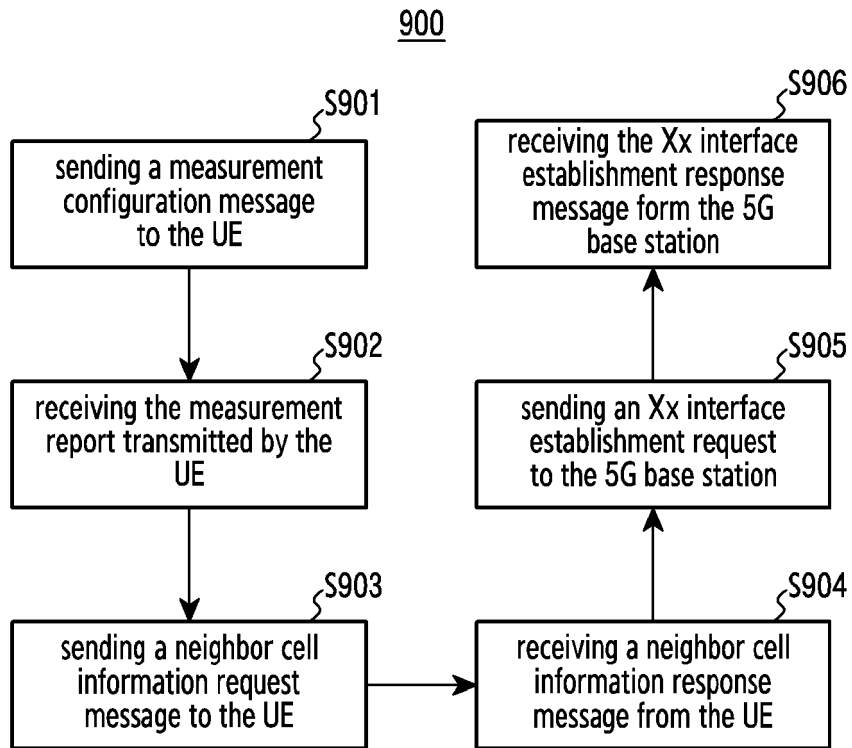 900
S901
sending a measurement
configuration message
to the UE
S902
receiving the measurement
report transmitted by the
UE
S903
sending a neighbor cell
information request
message to the UE
S904
receiving a neighbor cell
information response
message from the UE
S905
sending an Xx interface
establishment request
to the 5G base station
S906
receiving the Xx interface
establishment response
message form the 5G
base station